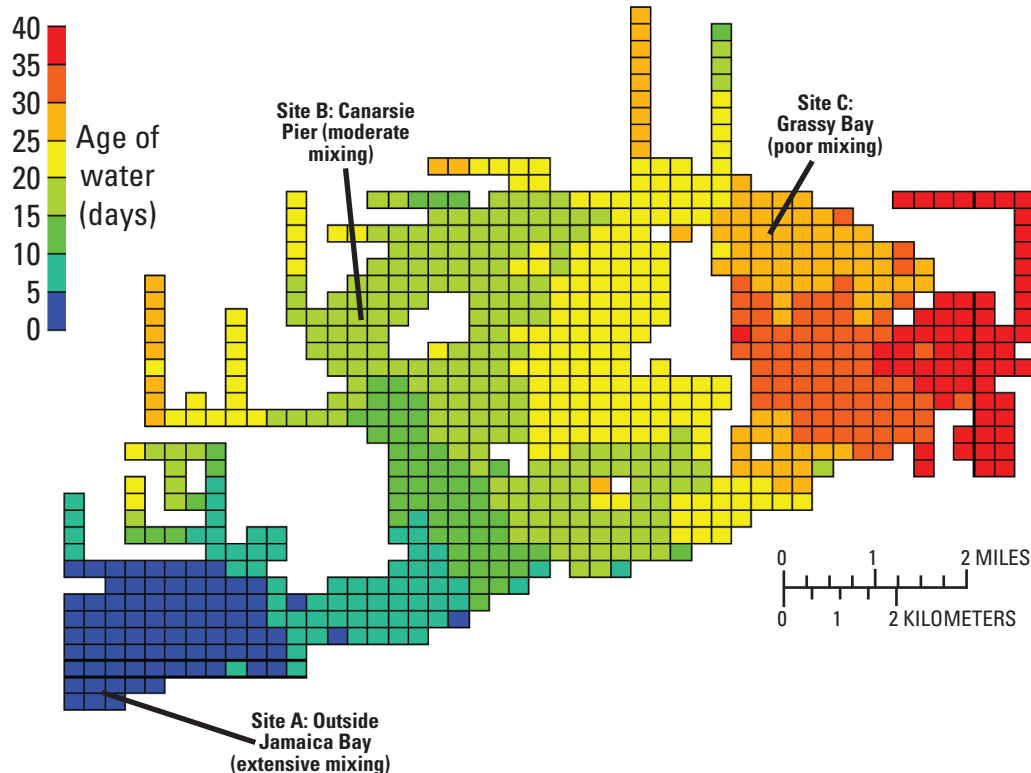 40
35
30
25
20
15
10
5
0
Age of
water
(days)
Site B: Canarsie
Pier (moderate
mixing)
Site C:
Grassy Bay
(poor mixing)
0 1 2 MILES
0 1 2 KILOMETERS
Site A: Outside
Jamaica Bay
(extensive mixing)